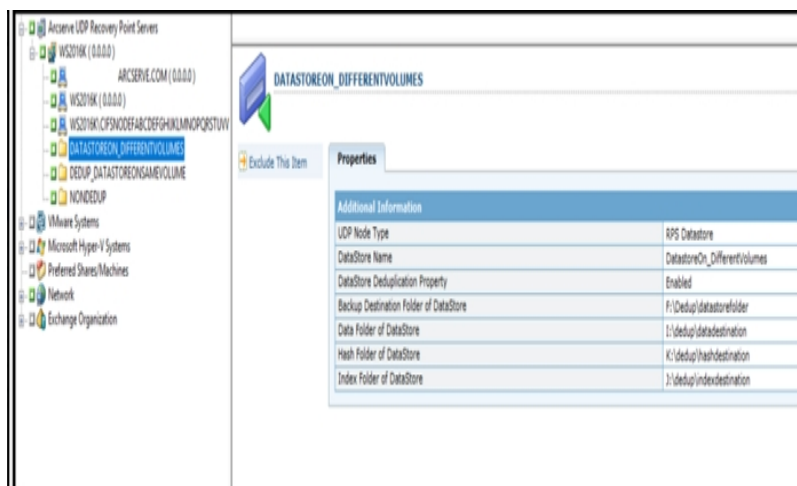 Arcserve UDP Recovery Point Servers
WS2016K ( 0.0.0.0 )
ARCSERVE.COM ( 0.0.0.0 )
WS2016K ( 0.0.0.0 )
WS2016K\CIFSNODEFABCDEFGHIJKLMNOPQRSTUVV
DATASTOREON_DIFFERENTVOLUMES
DEDUP_DATASTOREONSAMEVOLUME
NONDEDUP
VMware Systems
Microsoft Hyper-V Systems
Preferred Shares/Machines
Network
Exchange Organization
DATASTOREON_DIFFERENTVOLUMES
Exclude This Item
Properties
Additional Information
UDP Node Type RPS Datastore
DataStore Name DatastoreOn_DifferentVolumes
DataStore Deduplication Property Enabled
Backup Destination Folder of DataStore F:\Dedup\datastorefolder
Data Folder of DataStore I:\dedup\datadestination
Hash Folder of DataStore K:\dedup\hashdestination
Index Folder of DataStore J:\dedup\indexdestination